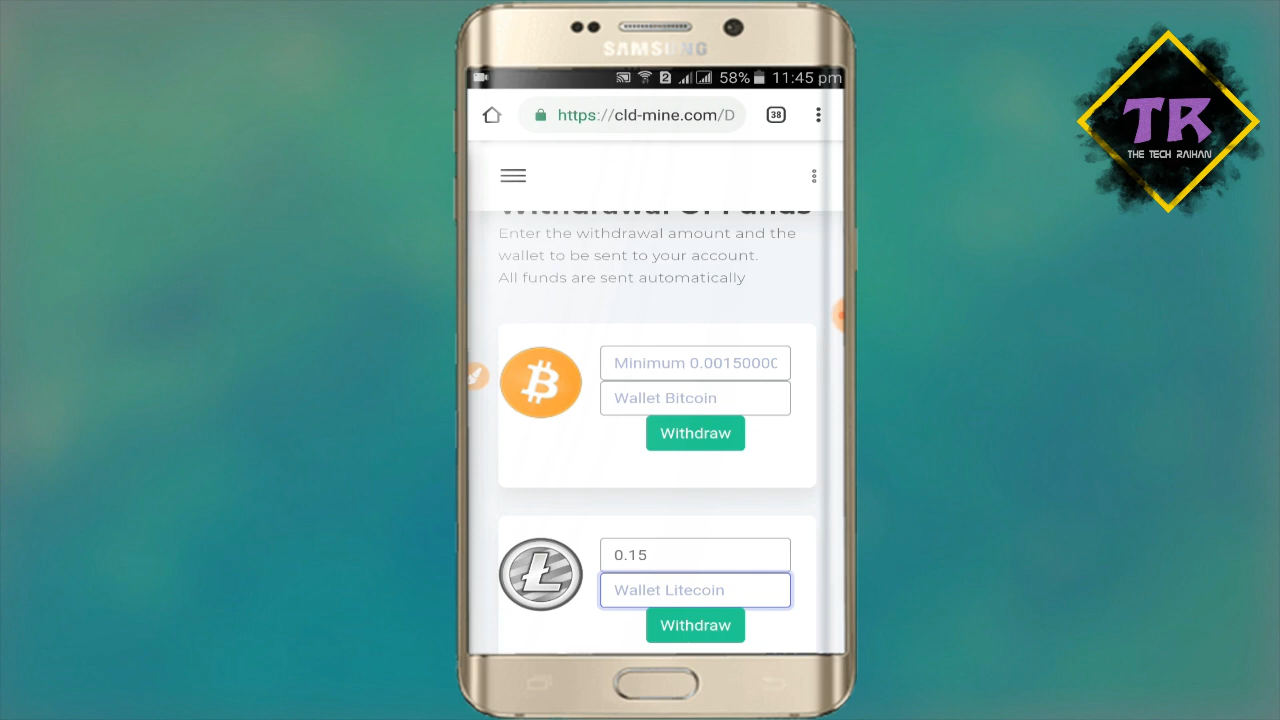 SAMSUNG
2 58% 11:45 pm
https://cld-mine.com/D 38
Withdrawal Of Funds
Enter the withdrawal amount and the
wallet to be sent to your account.
All funds are sent automatically
Minimum 0.00150000
Wallet Bitcoin
Withdraw
0.15
Wallet Litecoin
Withdraw
TR
THE TECH RAIHAN